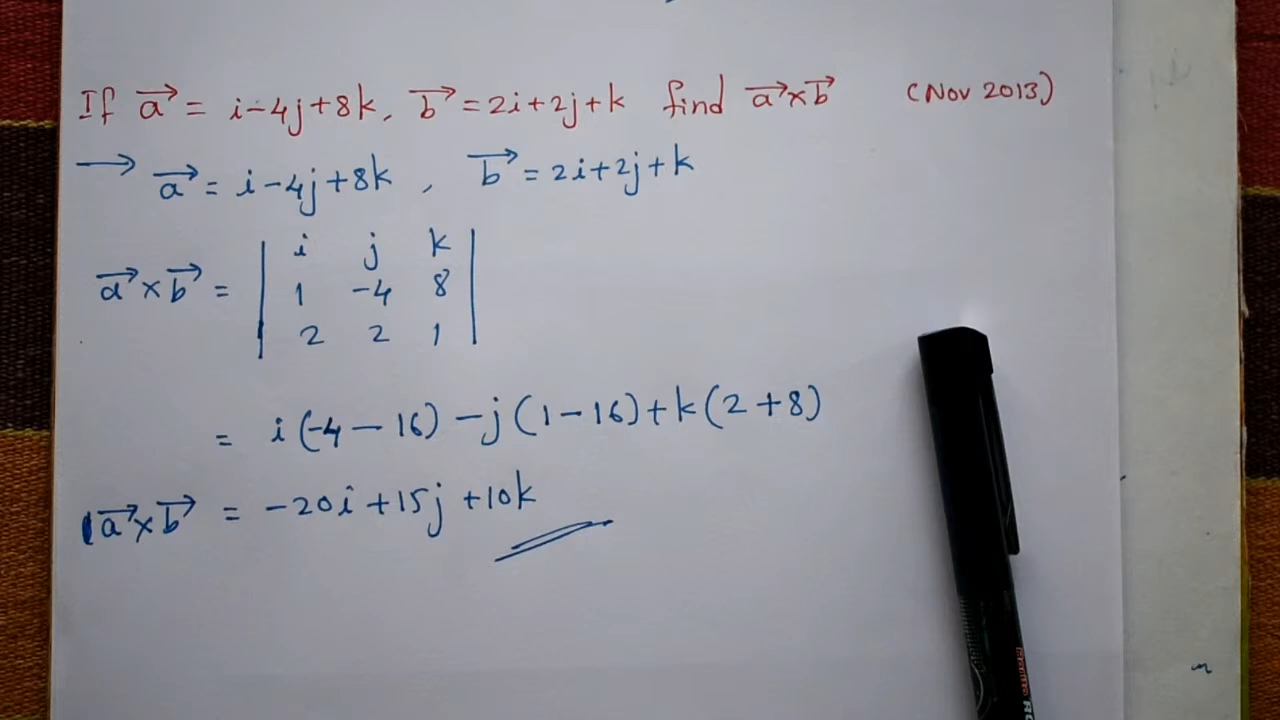 If a⃗ = i-4j+8k, b⃗ = 2i+2j+k find a⃗×b⃗ (Nov 2013)
→ a⃗ = i-4j+8k , b⃗ = 2i+2j+k
a⃗×b⃗ = | i j k |
| 1 -4 8 |
| 2 2 1 |
= i(-4-16) -j(1-16)+k(2+8)
a⃗×b⃗ = -20i+15j+10k